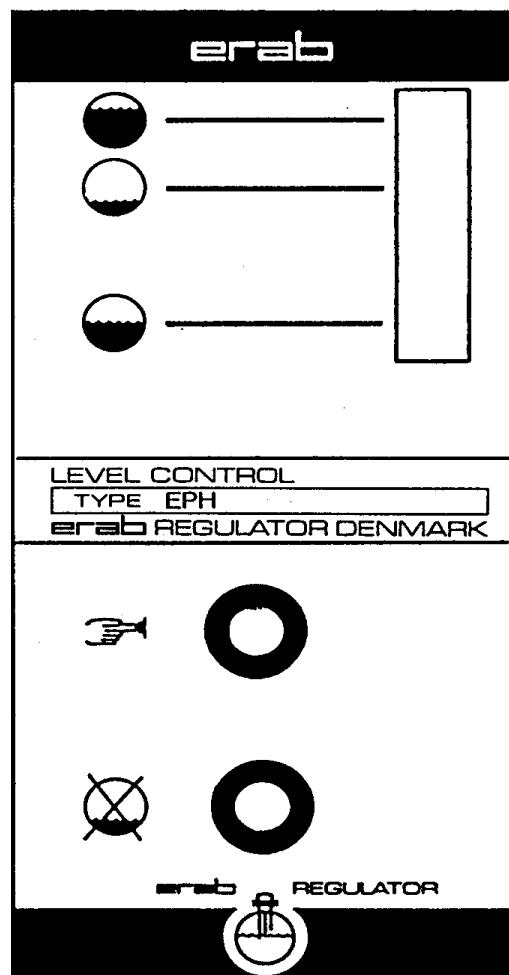 erab
LEVEL CONTROL
TYPE EPH
erab REGULATOR DENMARK
erab REGULATOR